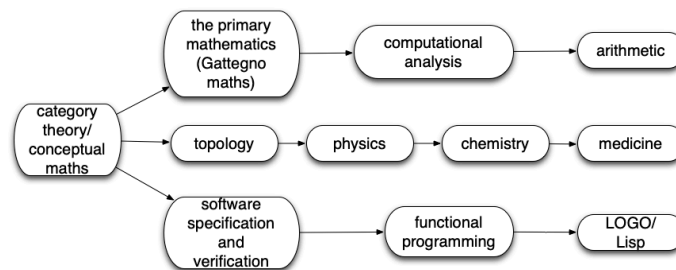 category
theory/
conceptual
maths
the primary
mathematics
(Gattegno
maths)
computational
analysis
arithmetic
topology
physics
chemistry
medicine
software
specification
and
verification
functional
programming
LOGO/
Lisp